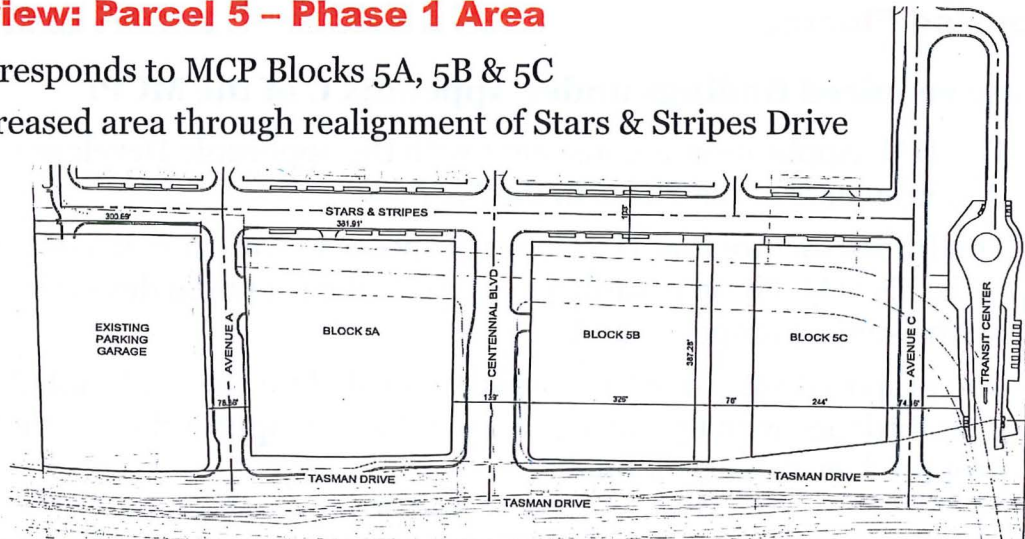 iew: Parcel 5 – Phase 1 Area
responds to MCP Blocks 5A, 5B & 5C
reased area through realignment of Stars & Stripes Drive
STARS & STRIPES
300.69'
381.91'
EXISTING
PARKING
GARAGE
AVENUE A
BLOCK 5A
CENTENNIAL BLVD
BLOCK 5B
387.25'
BLOCK 5C
AVENUE C
TRANSIT CENTER
326'
76'
244'
TASMAN DRIVE
TASMAN DRIVE
TASMAN DRIVE